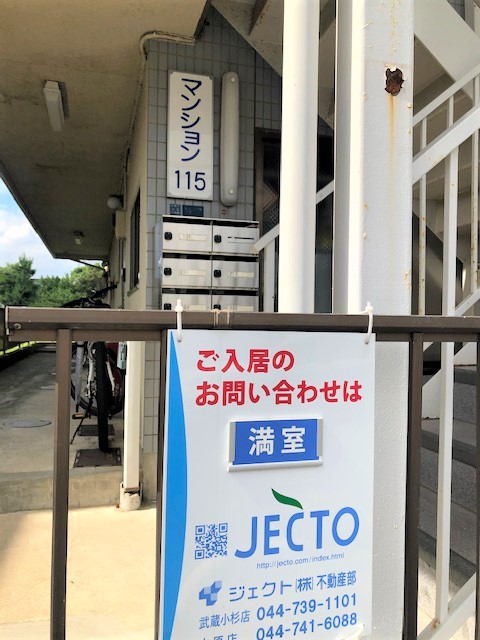 マンション
115
ご入居の
お問い合わせは
満室
JECTO
http://jecto.com/index.html
ジェクト(株)不動産部
武蔵小杉店 044-739-1101
原店 044-741-6088